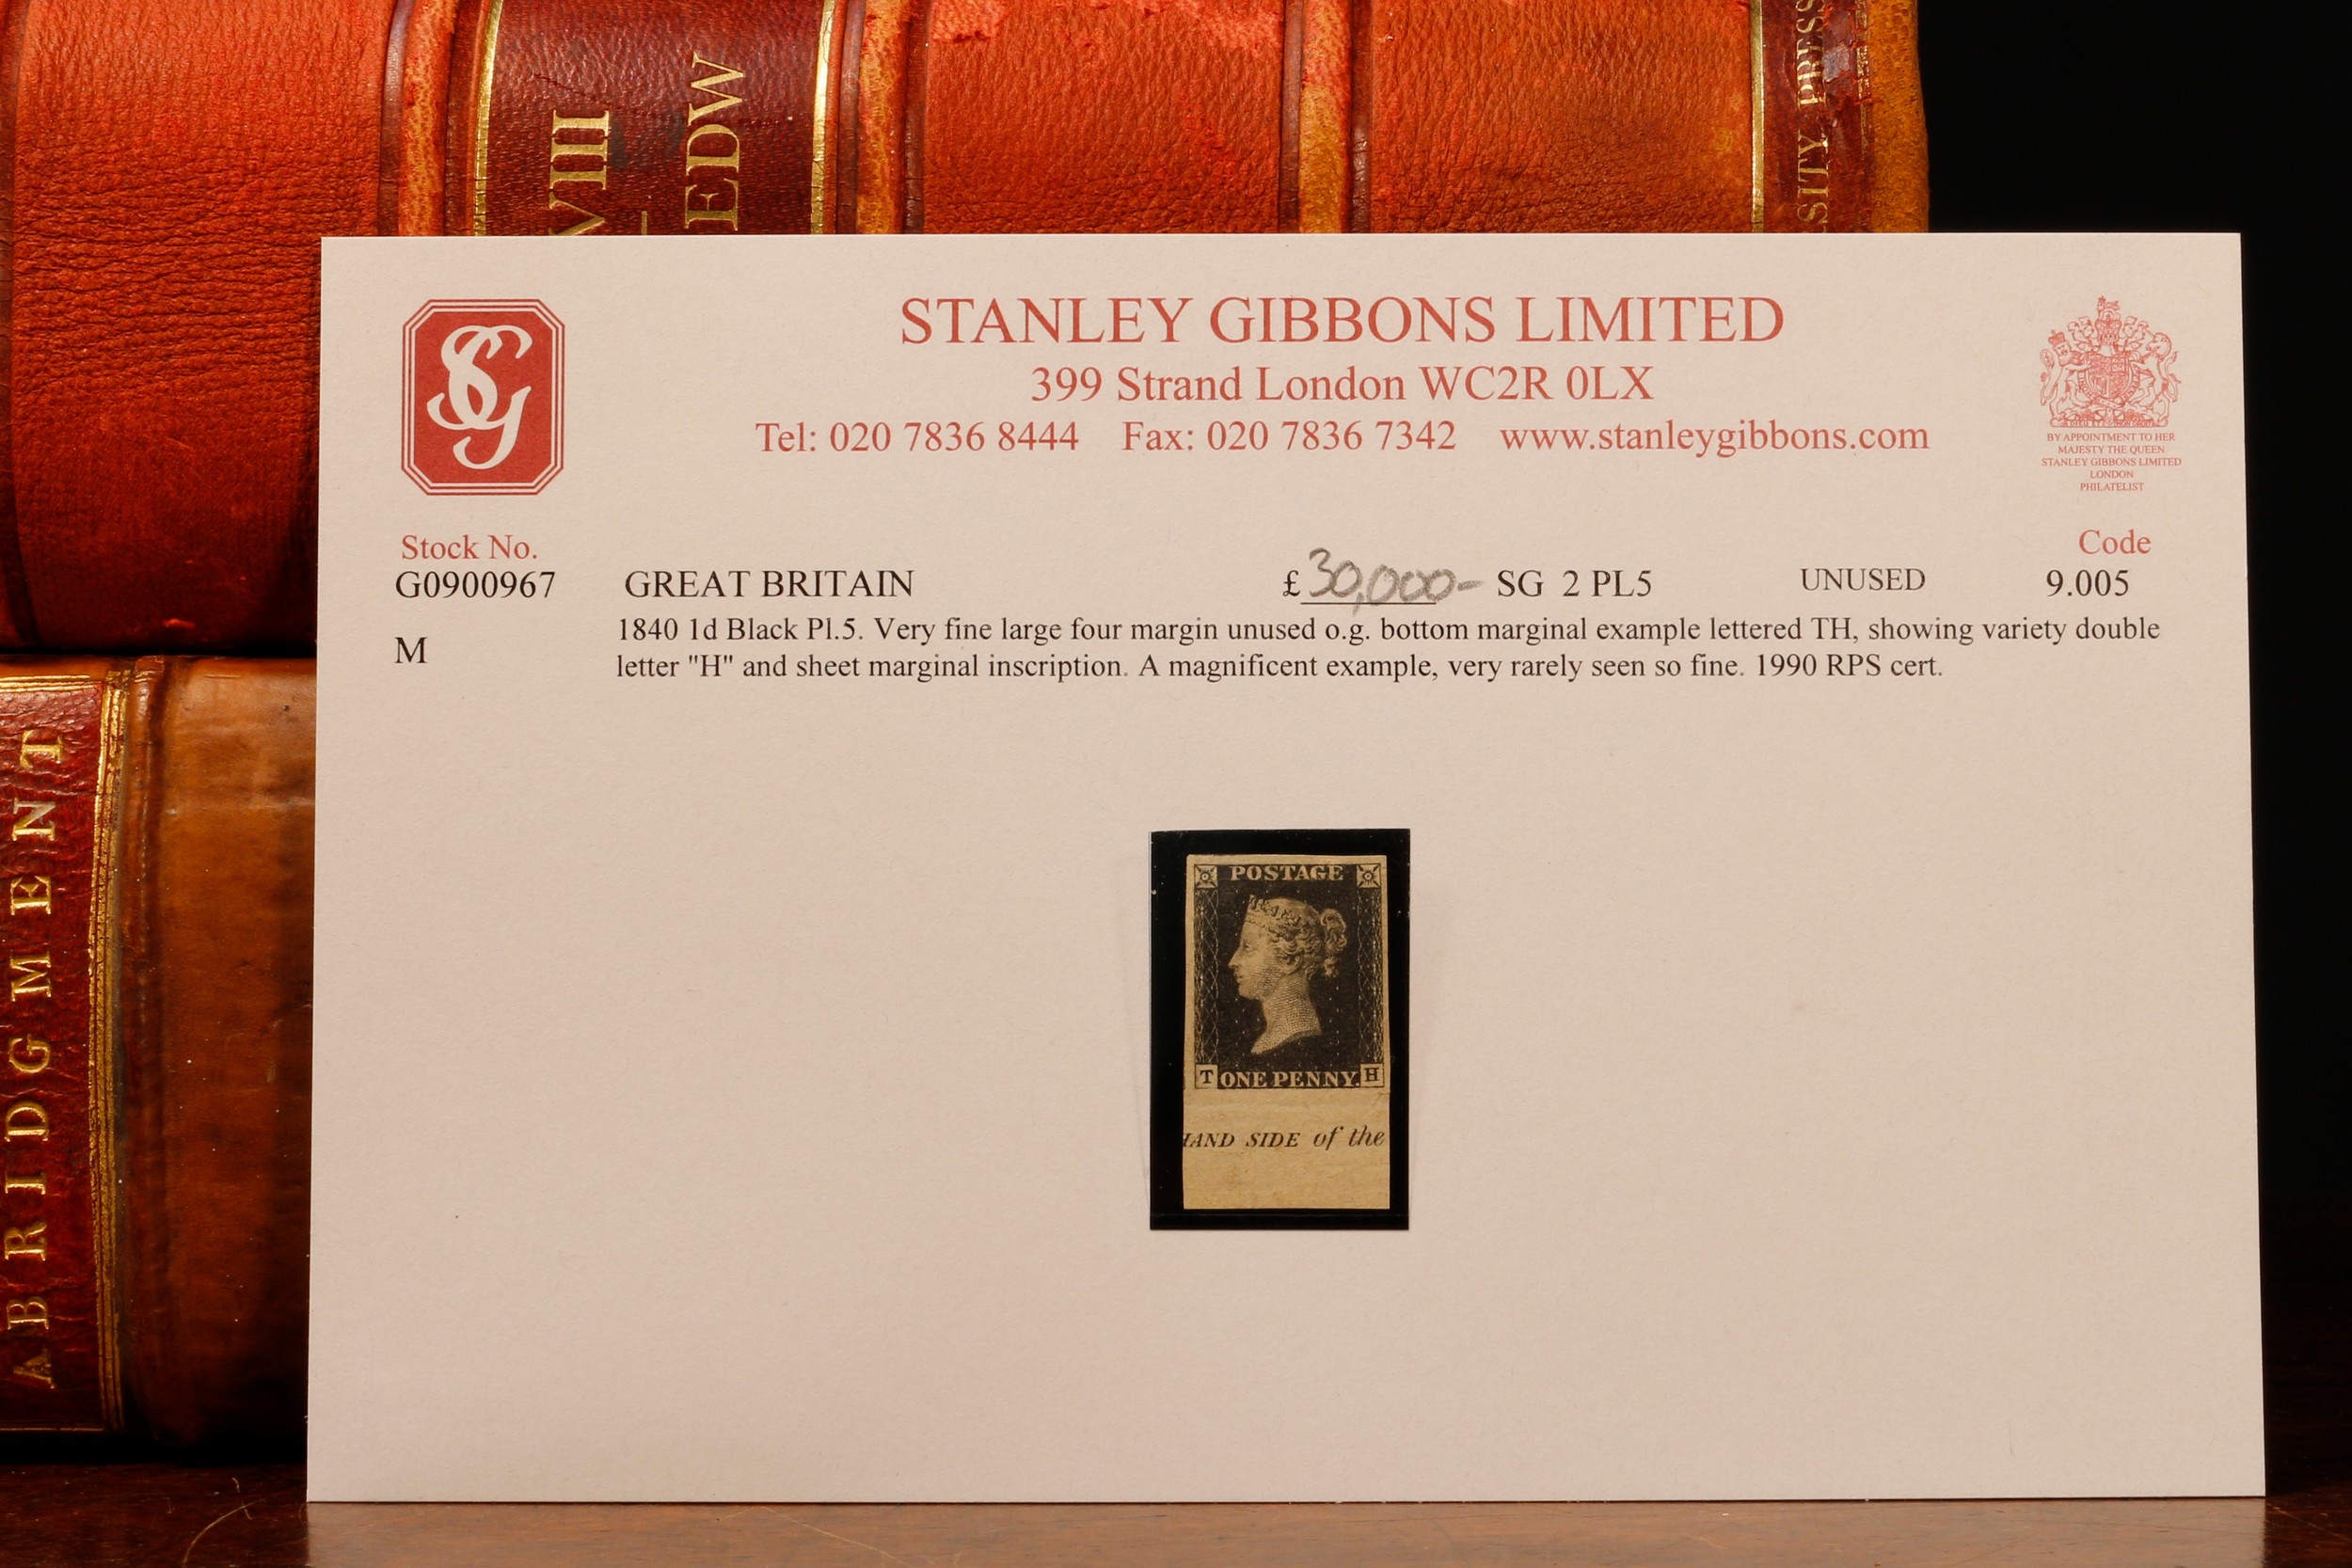 VIII
EDW
SITY PRESS
ABRIDGMENT
SG
STANLEY GIBBONS LIMITED
399 Strand London WC2R 0LX
Tel: 020 7836 8444 Fax: 020 7836 7342 www.stanleygibbons.com
BY APPOINTMENT TO HER
MAJESTY THE QUEEN
STANLEY GIBBONS LIMITED
LONDON
PHILATELIST
Stock No.
Code
G0900967 GREAT BRITAIN £30,000- SG 2 PL5 UNUSED 9.005
M
1840 1d Black Pl.5. Very fine large four margin unused o.g. bottom marginal example lettered TH, showing variety double
letter "H" and sheet marginal inscription. A magnificent example, very rarely seen so fine. 1990 RPS cert.
POSTAGE
T ONE PENNY. H
HAND SIDE of the